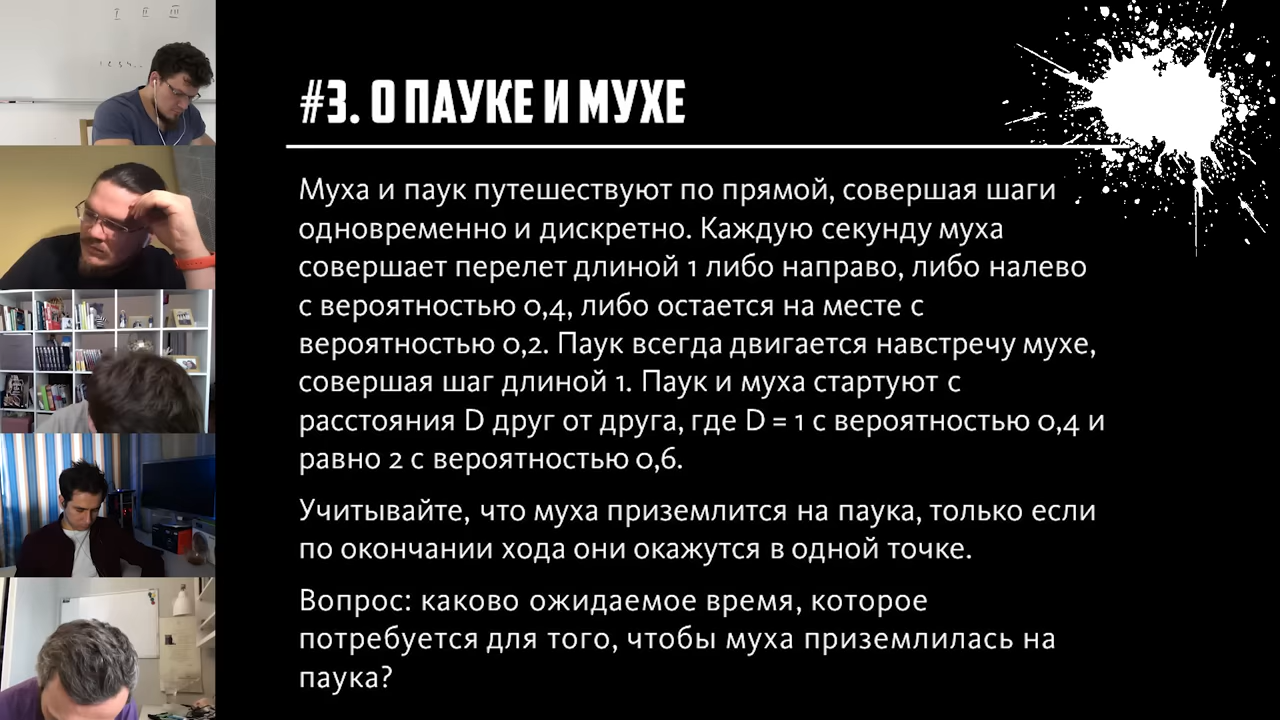 #3. О ПАУКЕ И МУХЕ
Муха и паук путешествуют по прямой, совершая шаги
одновременно и дискретно. Каждую секунду муха
совершает перелет длиной 1 либо направо, либо налево
с вероятностью 0,4, либо остается на месте с
вероятностью 0,2. Паук всегда двигается навстречу мухе,
совершая шаг длиной 1. Паук и муха стартуют с
расстояния D друг от друга, где D = 1 с вероятностью 0,4 и
равно 2 с вероятностью 0,6.
Учитывайте, что муха приземлится на паука, только если
по окончании хода они окажутся в одной точке.
Вопрос: каково ожидаемое время, которое
потребуется для того, чтобы муха приземлилась на
паука?